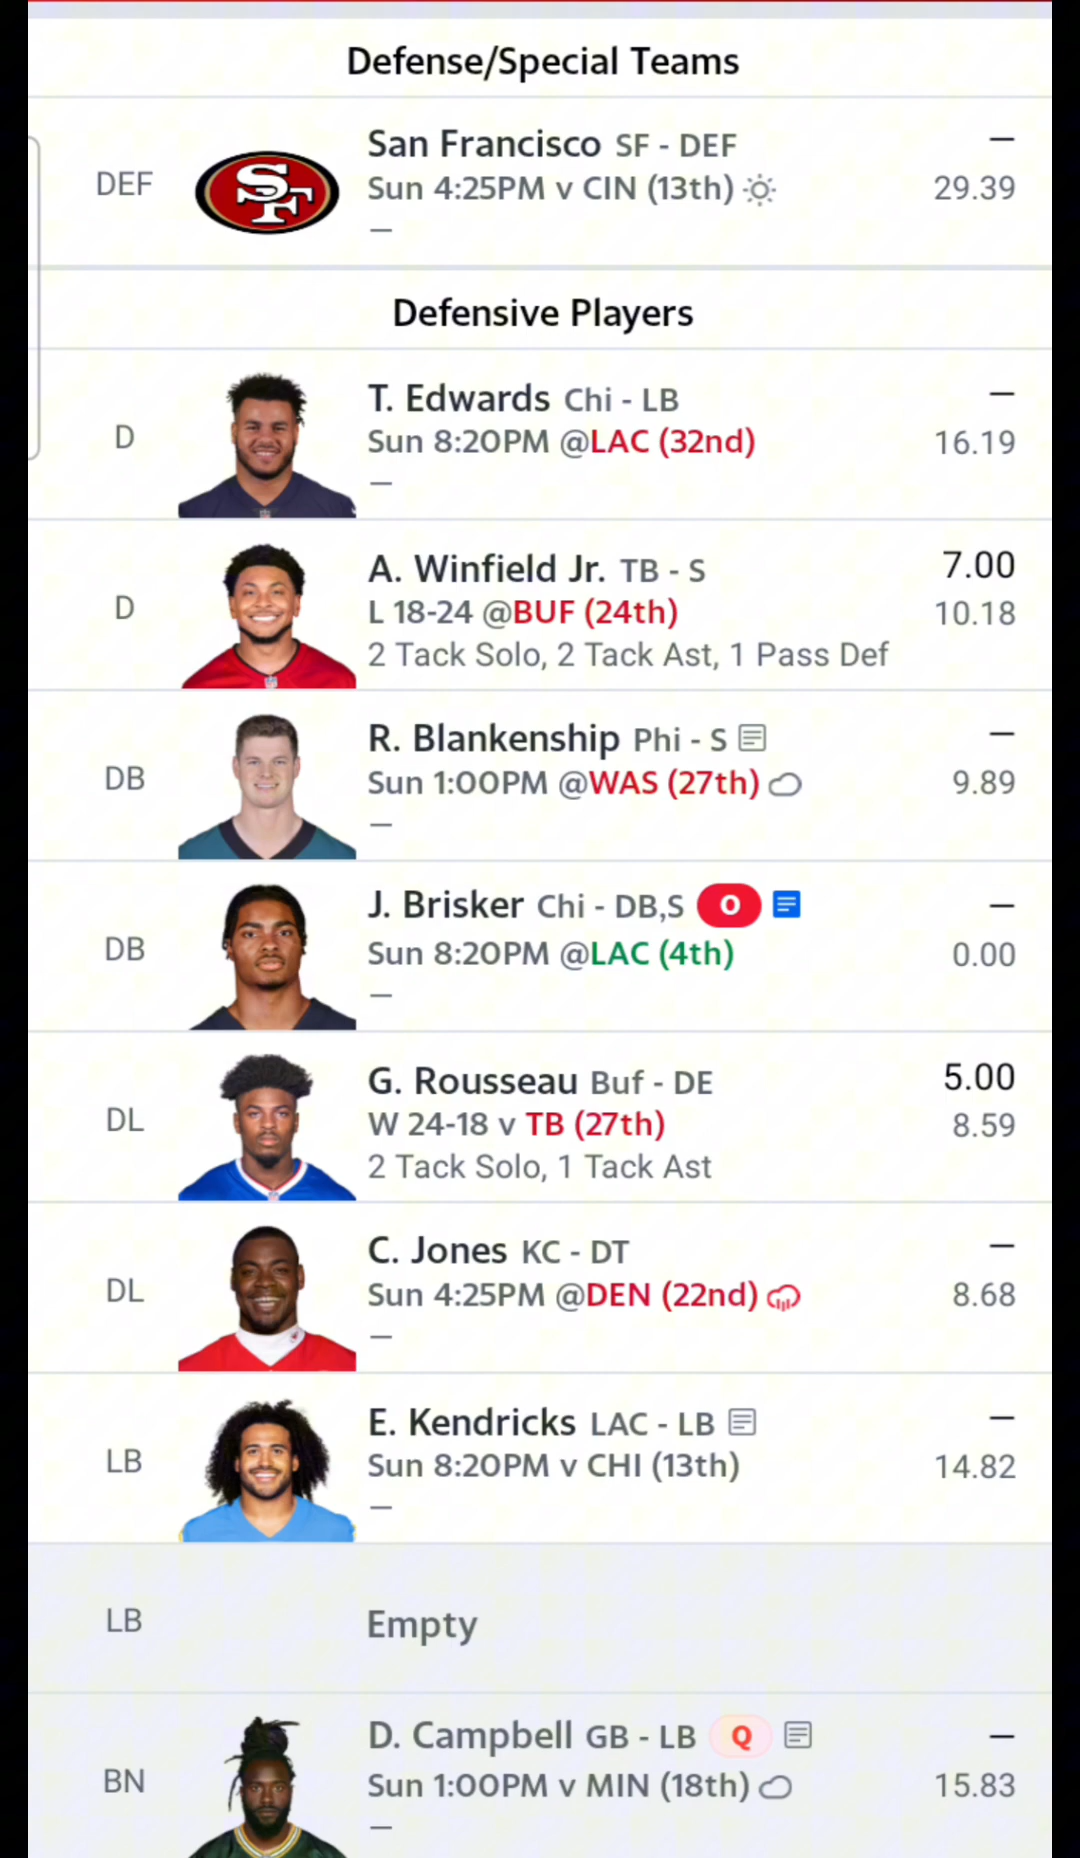 Defense/Special Teams
DEF
SF
San Francisco SF - DEF
Sun 4:25PM v CIN (13th)
–
–
29.39
Defensive Players
D
T. Edwards Chi - LB
Sun 8:20PM @LAC (32nd)
–
–
16.19
D
A. Winfield Jr. TB - S
L 18-24 @BUF (24th)
2 Tack Solo, 2 Tack Ast, 1 Pass Def
7.00
10.18
DB
R. Blankenship Phi - S
Sun 1:00PM @WAS (27th)
–
–
9.89
DB
J. Brisker Chi - DB,S O
Sun 8:20PM @LAC (4th)
–
–
0.00
DL
G. Rousseau Buf - DE
W 24-18 v TB (27th)
2 Tack Solo, 1 Tack Ast
5.00
8.59
DL
C. Jones KC - DT
Sun 4:25PM @DEN (22nd)
–
–
8.68
LB
E. Kendricks LAC - LB
Sun 8:20PM v CHI (13th)
–
–
14.82
LB
Empty
BN
D. Campbell GB - LB Q
Sun 1:00PM v MIN (18th)
–
–
15.83